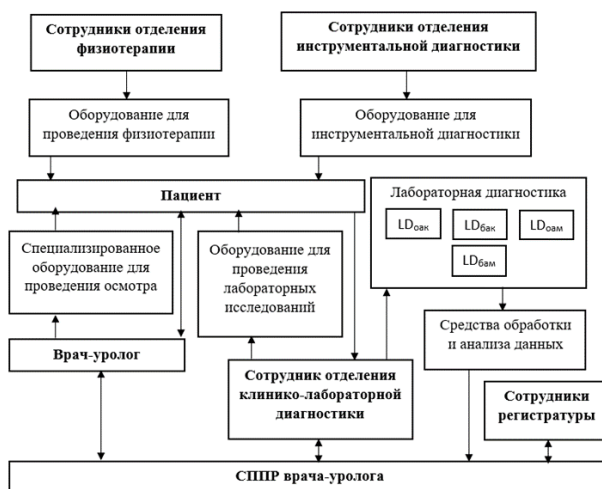 Сотрудники отделения
физиотерапии
Сотрудники отделения
инструментальной диагностики
Оборудование для
проведения физиотерапии
Оборудование для
инструментальной диагностики
Пациент
Лабораторная диагностика
LDоак
LDбак
LDоам
LDбам
Специализированное
оборудование для
проведения осмотра
Оборудование для
проведения
лабораторных
исследований
Средства обработки
и анализа данных
Врач-уролог
Сотрудник отделения
клинико-лабораторной
диагностики
Сотрудники
регистратуры
СППР врача-уролога